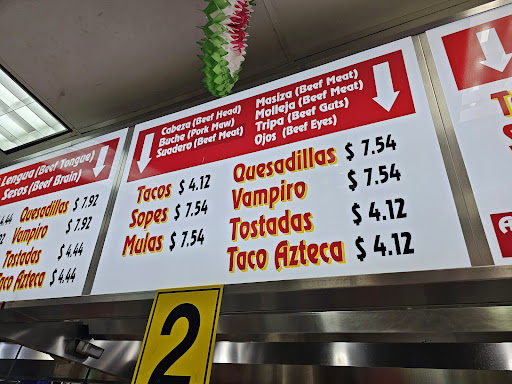 Lengua (Beef Tongue)
Sesos (Beef Brain)
4.44 Quesadillas $ 7.92
Vampiro $ 7.92
Tostadas $ 4.44
Taco Azteca $ 4.44
Cabeza (Beef Head)
Buche (Pork Maw)
Suadero (Beef Meat)
Masiza (Beef Meat)
Molleja (Beef Meat)
Tripa (Beef Guts)
Ojos (Beef Eyes)
Tacos $ 4.12
Sopes $ 7.54
Mulas $ 7.54
Quesadillas $ 7.54
Vampiro $ 7.54
Tostadas $ 4.12
Taco Azteca $ 4.12
2